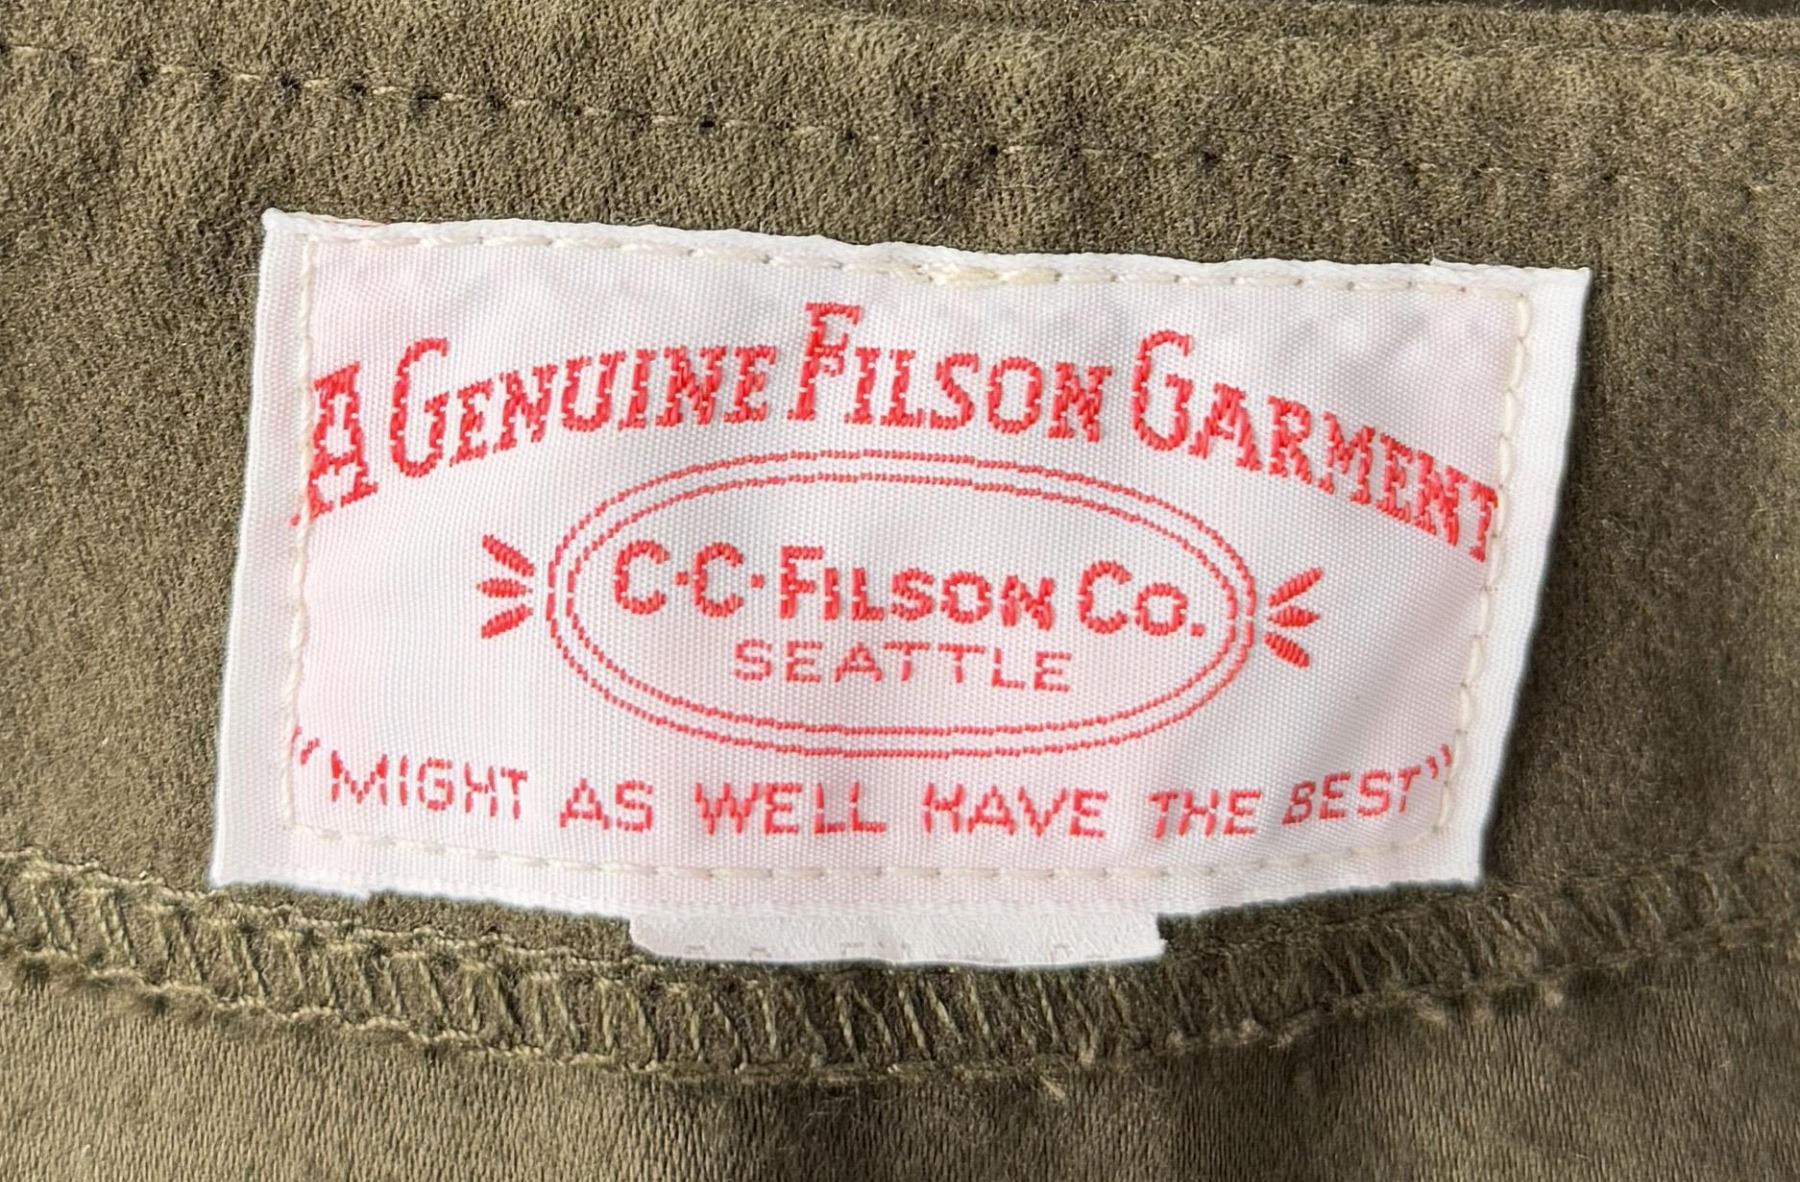 A GENUINE FILSON GARMENT
C·C·FILSON CO.
SEATTLE
"MIGHT AS WELL HAVE THE BEST"